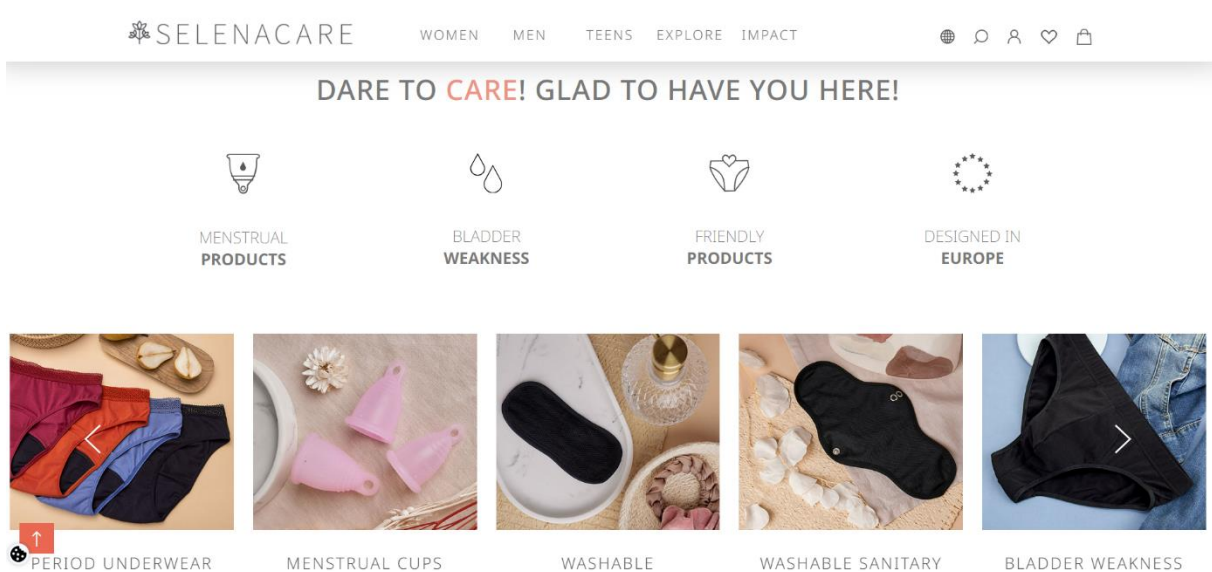 SELENACARE WOMEN MEN TEENS EXPLORE IMPACT
DARE TO CARE! GLAD TO HAVE YOU HERE!
MENSTRUAL
PRODUCTS
BLADDER
WEAKNESS
FRIENDLY
PRODUCTS
DESIGNED IN
EUROPE
PERIOD UNDERWEAR
MENSTRUAL CUPS
WASHABLE
WASHABLE SANITARY
BLADDER WEAKNESS